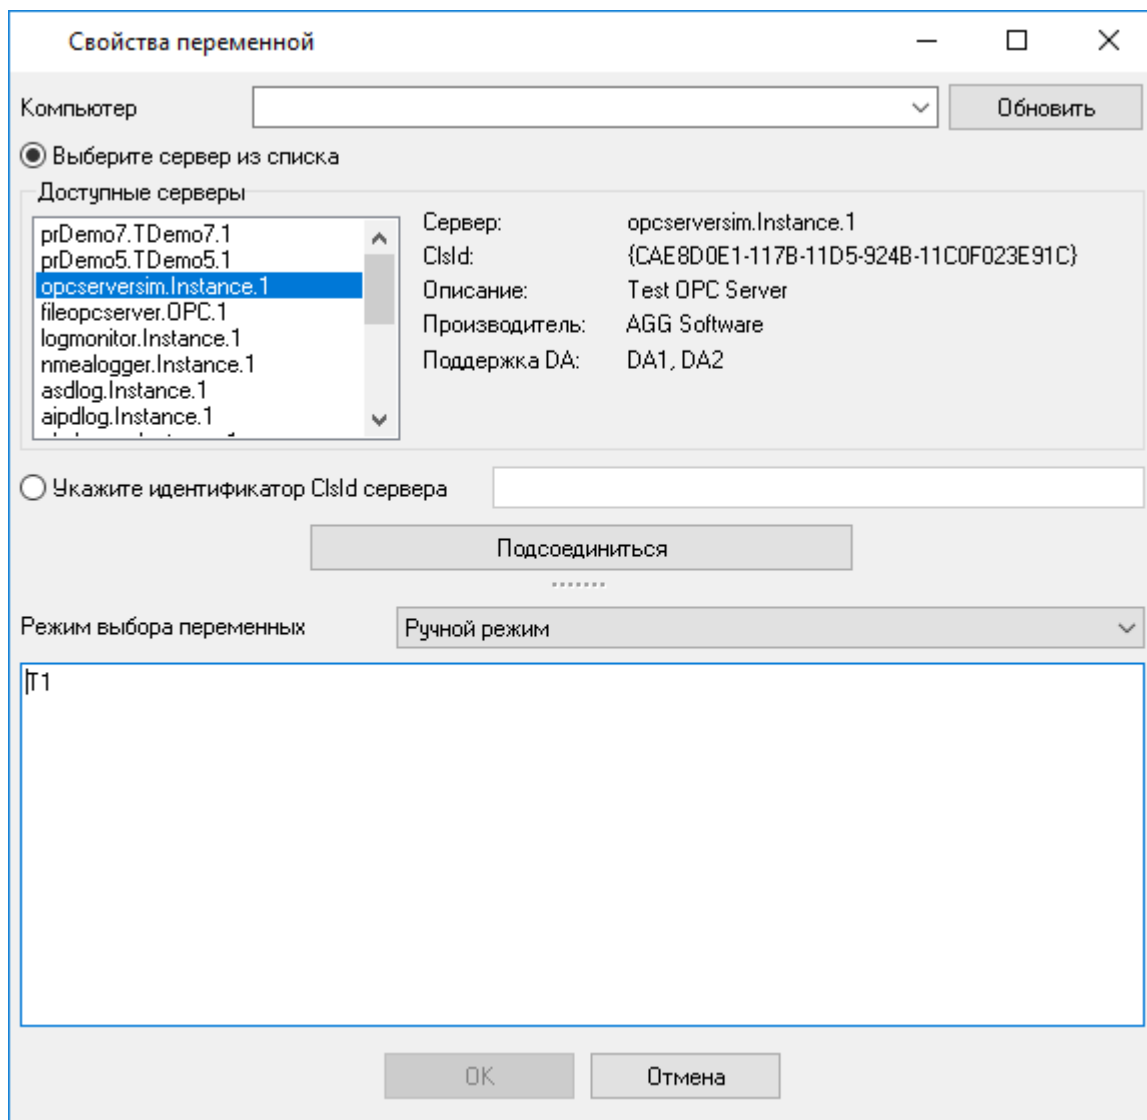 Свойства переменной
Компьютер
Обновить
Выберите сервер из списка
Доступные серверы
prDemo7.TDemo7.1
prDemo5.TDemo5.1
opcserversim.Instance.1
fileopcserver.OPC.1
logmonitor.Instance.1
nmealogger.Instance.1
asdlog.Instance.1
aipdlog.Instance.1
Сервер: opcserversim.Instance.1
ClsId: {CAE8D0E1-117B-11D5-924B-11C0F023E91C}
Описание: Test OPC Server
Производитель: AGG Software
Поддержка DA: DA1, DA2
Укажите идентификатор ClsId сервера
Подсоединиться
Режим выбора переменных Ручной режим
T1
OK Отмена